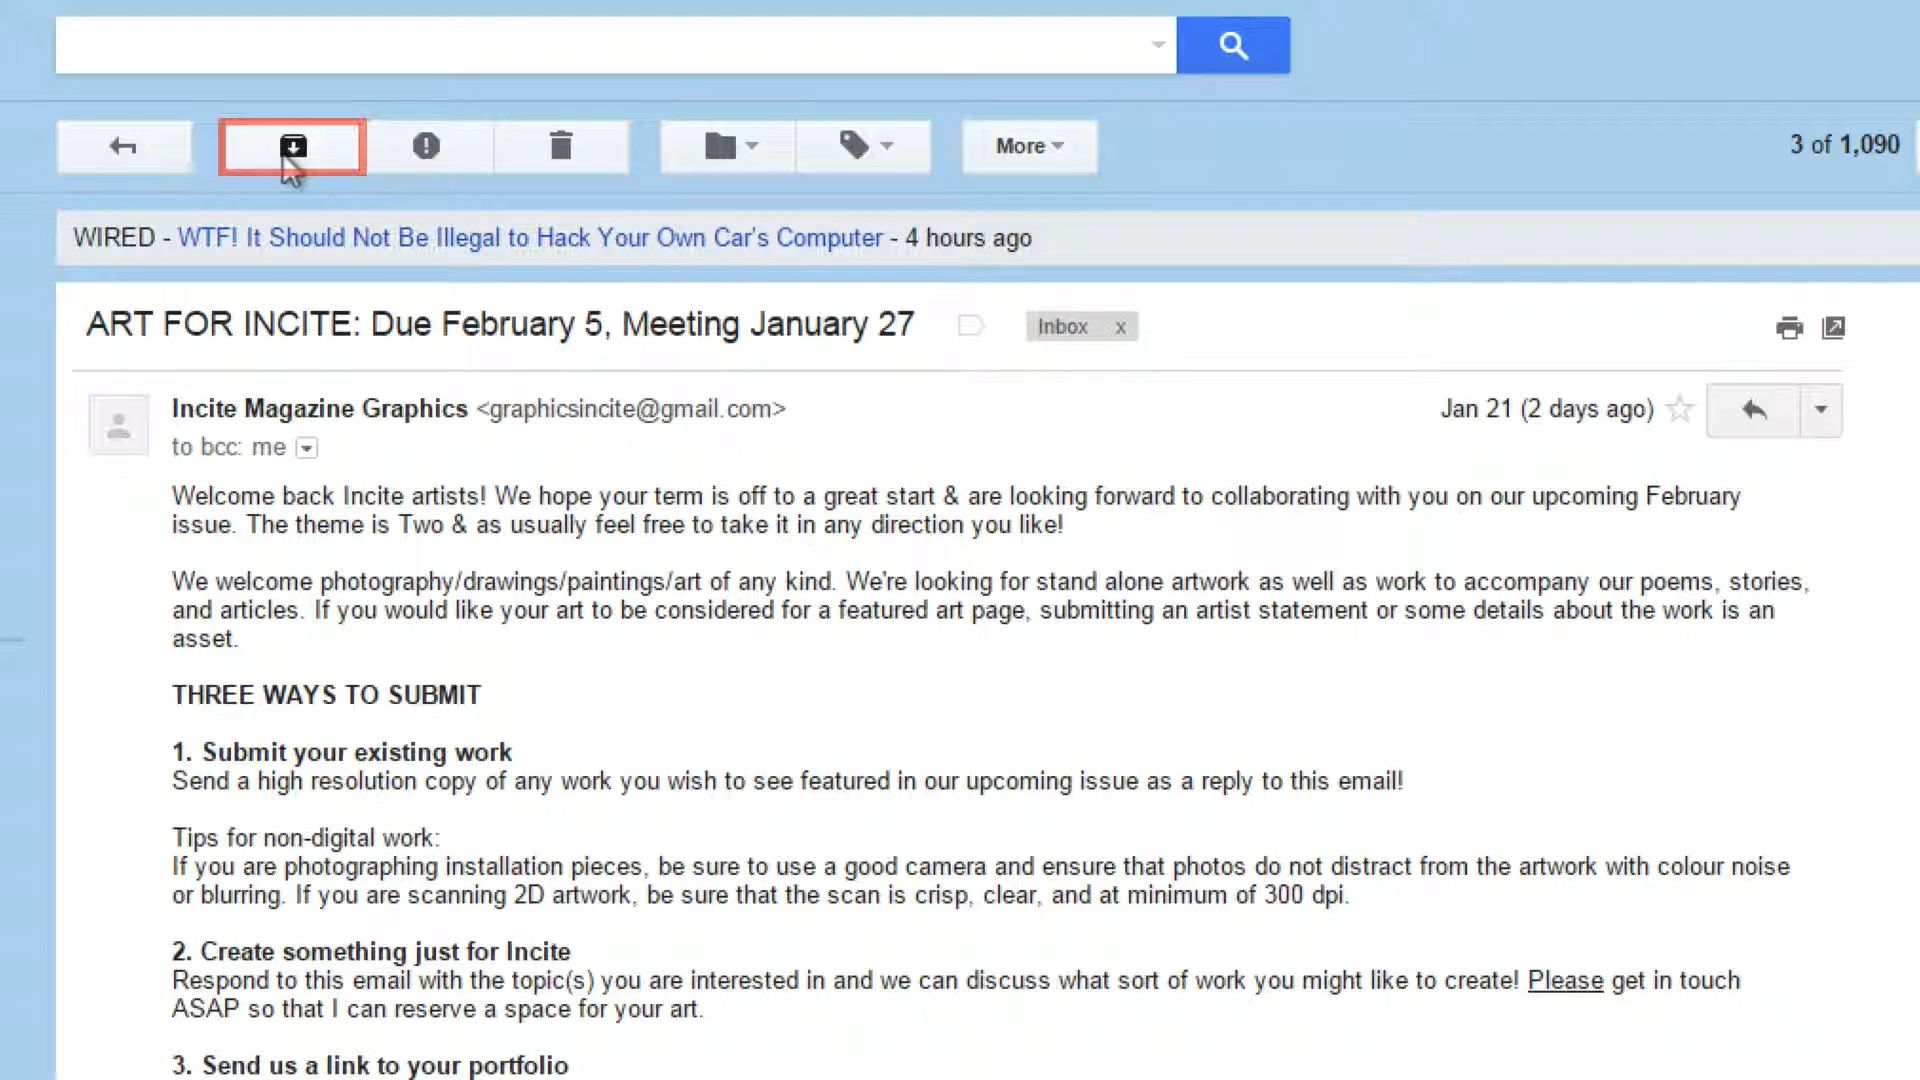 More
3 of 1,090
WIRED - WTF! It Should Not Be Illegal to Hack Your Own Car's Computer - 4 hours ago
ART FOR INCITE: Due February 5, Meeting January 27
Inbox x
Incite Magazine Graphics <graphicsincite@gmail.com>
Jan 21 (2 days ago)
to bcc: me
Welcome back Incite artists! We hope your term is off to a great start & are looking forward to collaborating with you on our upcoming February
issue. The theme is Two & as usually feel free to take it in any direction you like!
We welcome photography/drawings/paintings/art of any kind. We're looking for stand alone artwork as well as work to accompany our poems, stories,
and articles. If you would like your art to be considered for a featured art page, submitting an artist statement or some details about the work is an
asset.
THREE WAYS TO SUBMIT
1. Submit your existing work
Send a high resolution copy of any work you wish to see featured in our upcoming issue as a reply to this email!
Tips for non-digital work:
If you are photographing installation pieces, be sure to use a good camera and ensure that photos do not distract from the artwork with colour noise
or blurring. If you are scanning 2D artwork, be sure that the scan is crisp, clear, and at minimum of 300 dpi.
2. Create something just for Incite
Respond to this email with the topic(s) you are interested in and we can discuss what sort of work you might like to create! Please get in touch
ASAP so that I can reserve a space for your art.
3. Send us a link to your portfolio